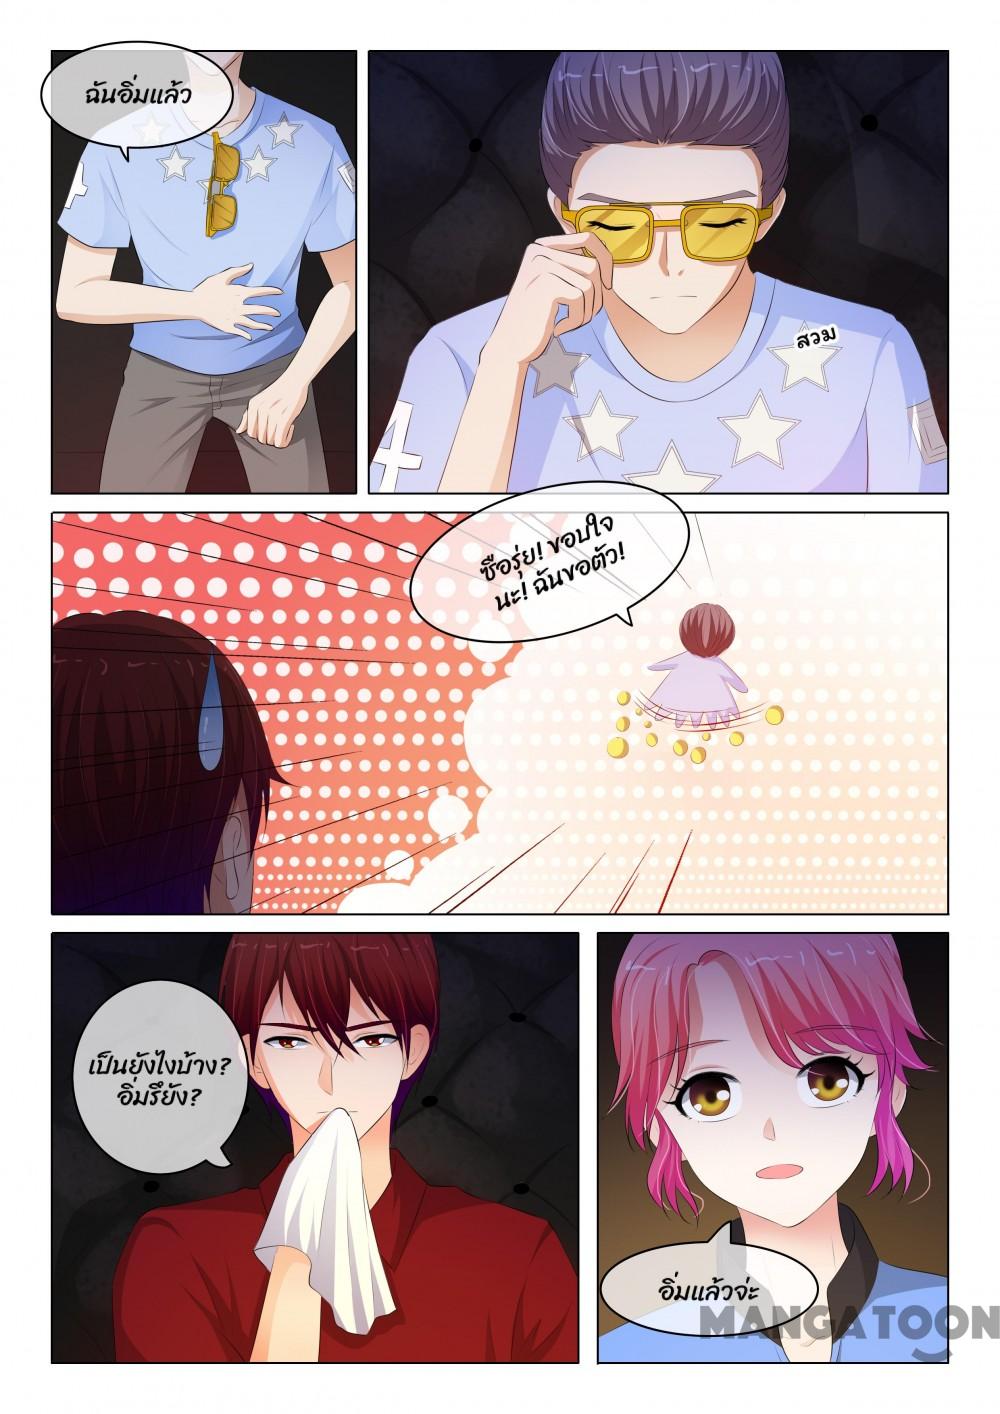 ฉันอิ่มแล้ว
สวม
ซือรุ่ย! ขอบใจ
นะ! ฉันขอตัว!
เป็นยังไงบ้าง?
อิ่มรึยัง?
อิ่มแล้วจ่ะ
MANGATOON